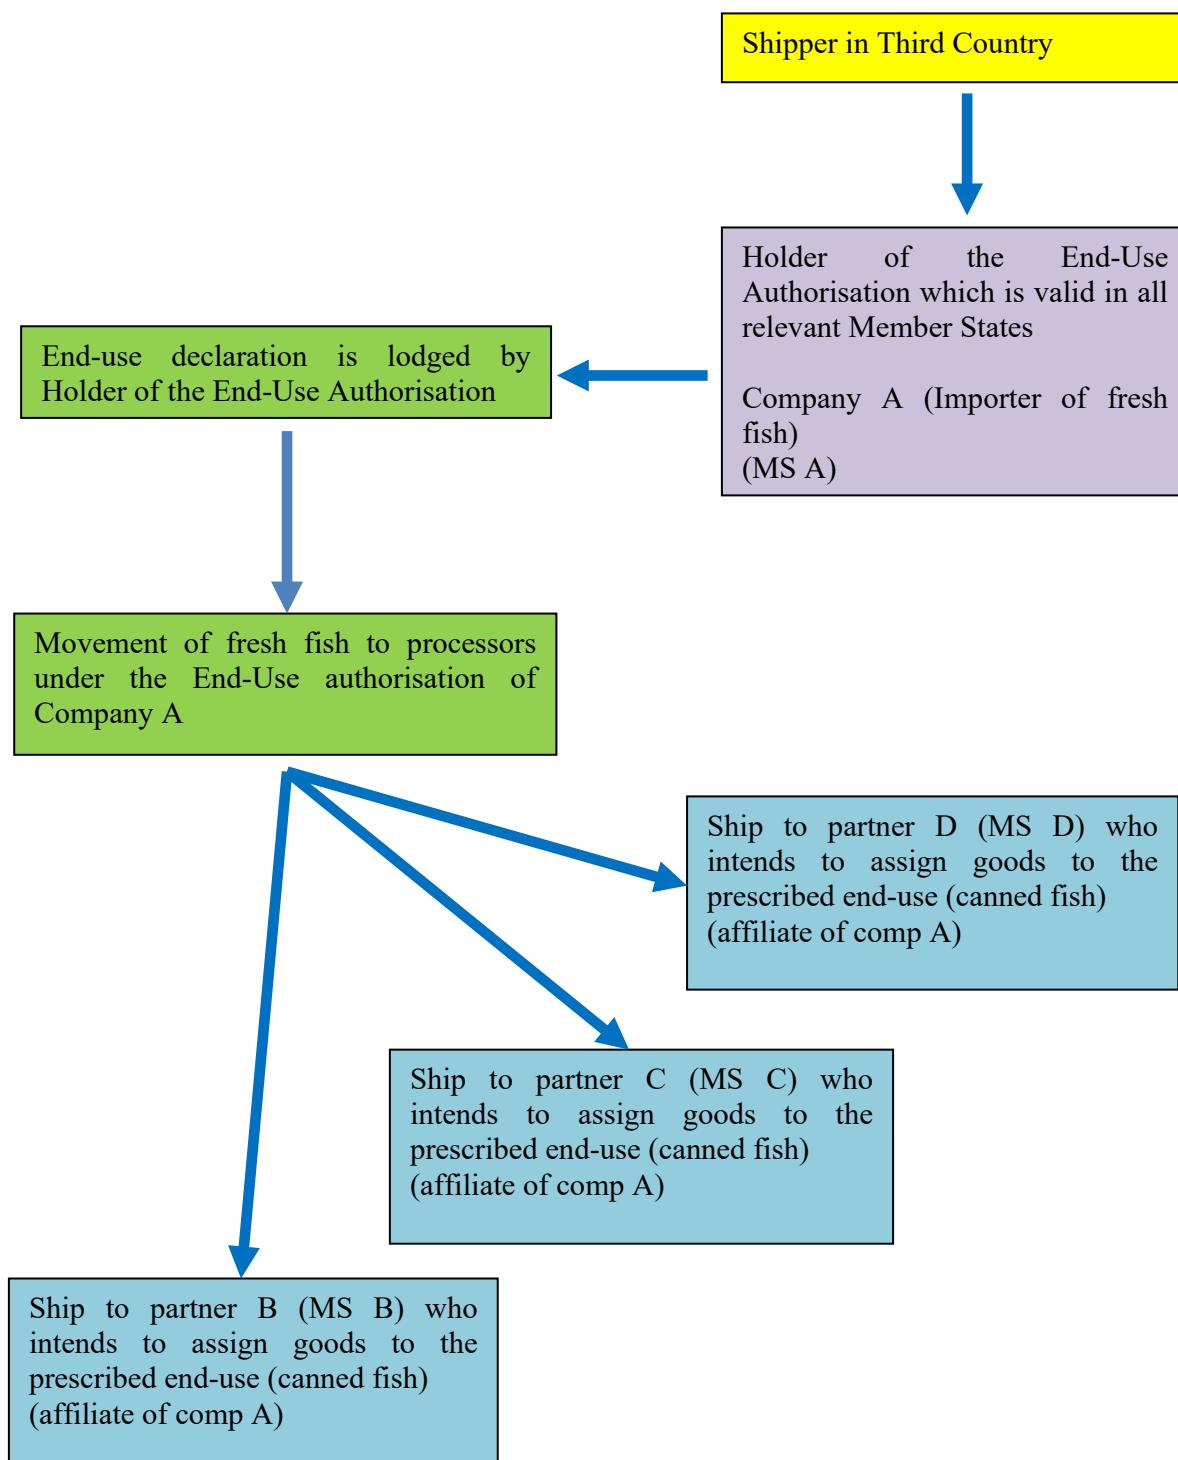 Shipper in Third Country
Holder of the End-Use
Authorisation which is valid in all
relevant Member States
Company A (Importer of fresh
fish)
(MS A)
End-use declaration is lodged by
Holder of the End-Use Authorisation
Movement of fresh fish to processors
under the End-Use authorisation of
Company A
Ship to partner D (MS D) who
intends to assign goods to the
prescribed end-use (canned fish)
(affiliate of comp A)
Ship to partner C (MS C) who
intends to assign goods to the
prescribed end-use (canned fish)
(affiliate of comp A)
Ship to partner B (MS B) who
intends to assign goods to the
prescribed end-use (canned fish)
(affiliate of comp A)